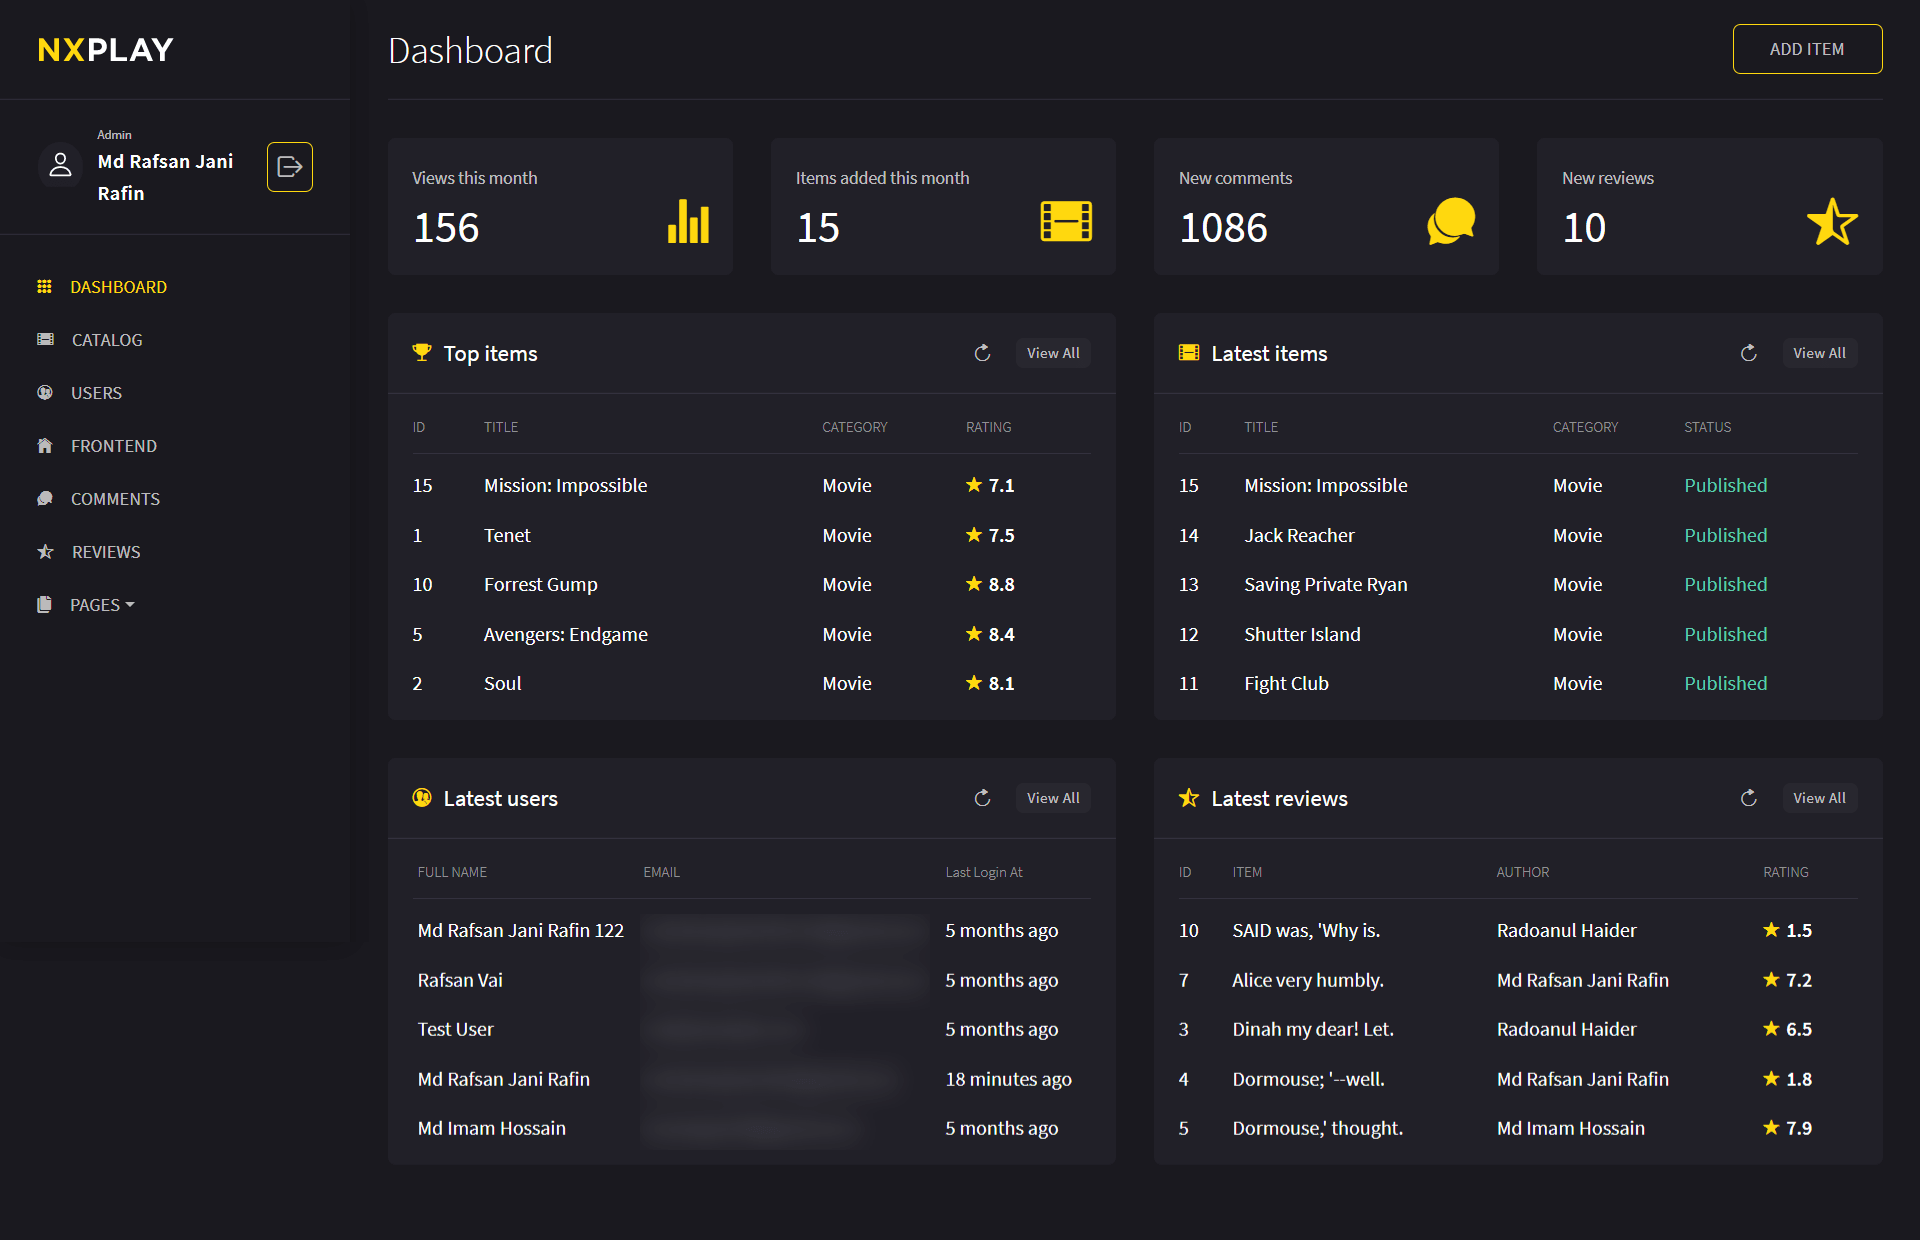 NXPLAY
Admin
Md Rafsan Jani
Rafin
DASHBOARD
CATALOG
USERS
FRONTEND
COMMENTS
REVIEWS
PAGES
Dashboard
ADD ITEM
Views this month
156
Items added this month
15
New comments
1086
New reviews
10
Top items
View All
ID TITLE CATEGORY RATING
15 Mission: Impossible Movie 7.1
1 Tenet Movie 7.5
10 Forrest Gump Movie 8.8
5 Avengers: Endgame Movie 8.4
2 Soul Movie 8.1
Latest items
View All
ID TITLE CATEGORY STATUS
15 Mission: Impossible Movie Published
14 Jack Reacher Movie Published
13 Saving Private Ryan Movie Published
12 Shutter Island Movie Published
11 Fight Club Movie Published
Latest users
View All
FULL NAME EMAIL Last Login At
Md Rafsan Jani Rafin 122 5 months ago
Rafsan Vai 5 months ago
Test User 5 months ago
Md Rafsan Jani Rafin 18 minutes ago
Md Imam Hossain 5 months ago
Latest reviews
View All
ID ITEM AUTHOR RATING
10 SAID was, 'Why is. Radoanul Haider 1.5
7 Alice very humbly. Md Rafsan Jani Rafin 7.2
3 Dinah my dear! Let. Radoanul Haider 6.5
4 Dormouse; '--well. Md Rafsan Jani Rafin 1.8
5 Dormouse,' thought. Md Imam Hossain 7.9